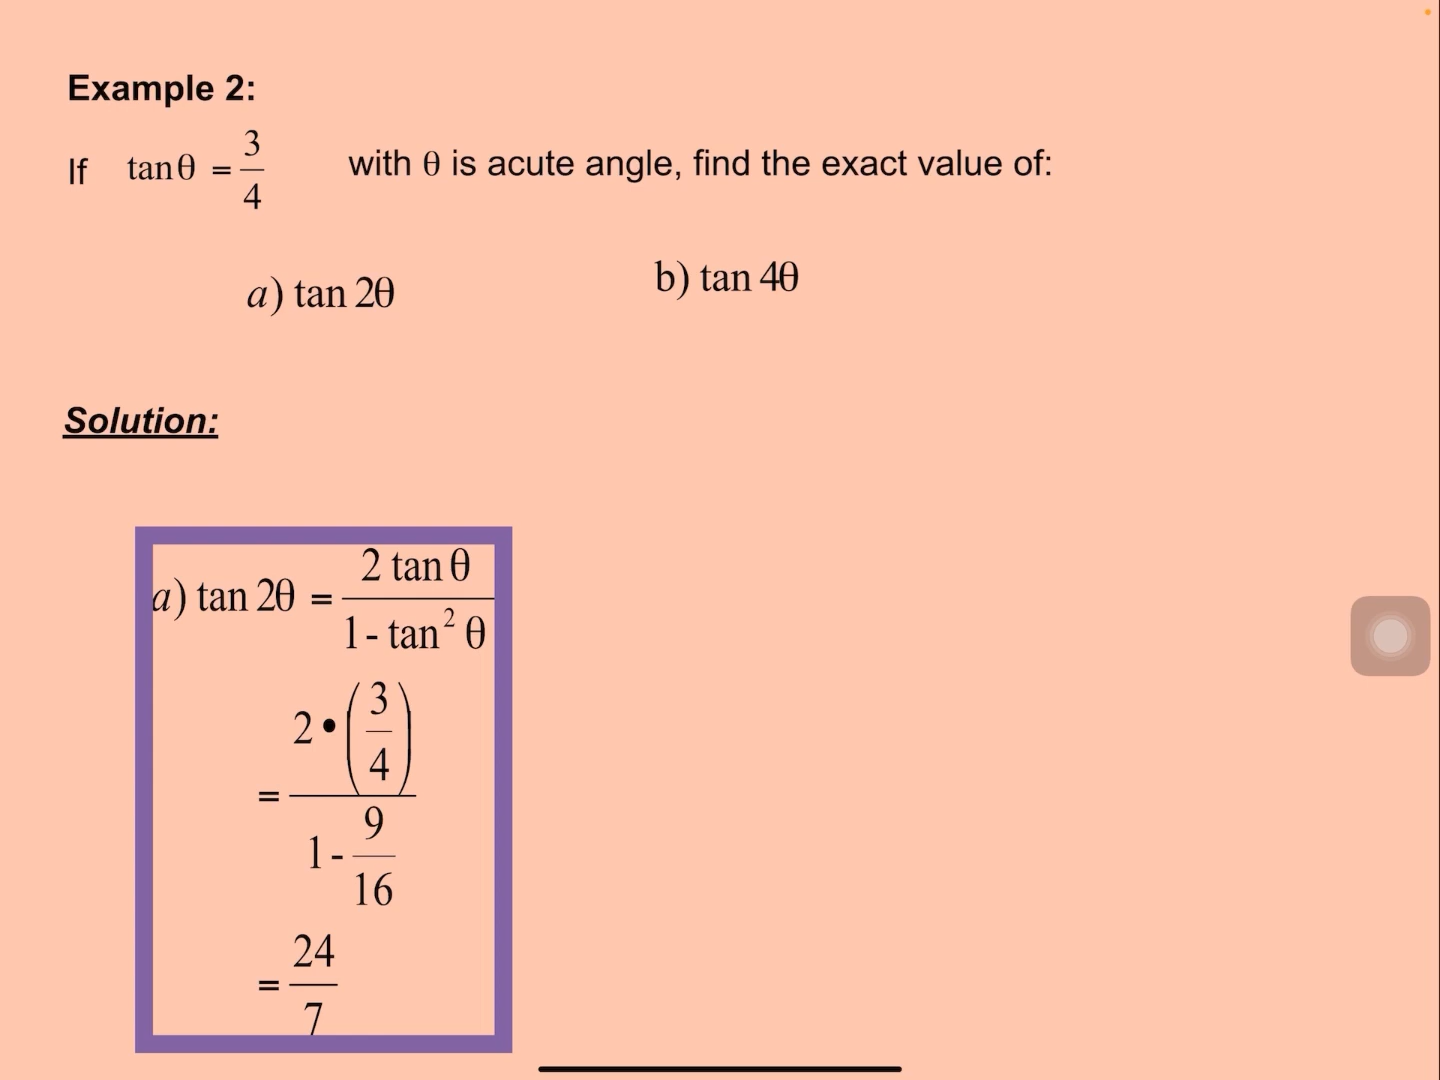 Example 2:
If tanθ = 3/4 with θ is acute angle, find the exact value of:
a) tan 2θ b) tan 4θ
Solution:
a) tan 2θ = 2 tan θ / 1 - tan² θ
= 2 • (3/4) / 1 - 9/16
= 24/7